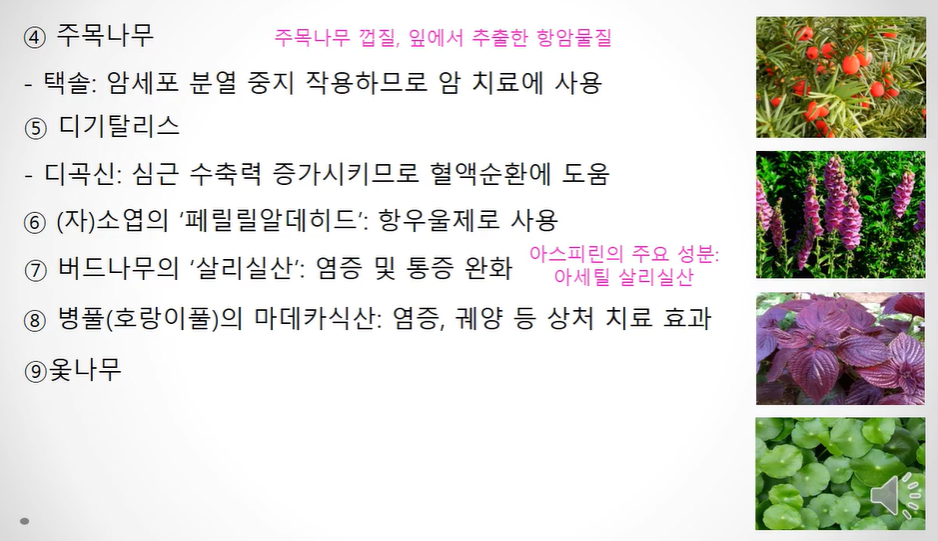 ④ 주목나무
주목나무 껍질, 잎에서 추출한 항암물질
- 택솔: 암세포 분열 중지 작용하므로 암 치료에 사용
⑤ 디기탈리스
- 디곡신: 심근 수축력 증가시키므로 혈액순환에 도움
⑥ (자)소엽의 ‘페릴릴알데히드’: 항우울제로 사용
⑦ 버드나무의 ‘살리실산’: 염증 및 통증 완화
아스피린의 주요 성분:
아세틸 살리실산
⑧ 병풀(호랑이풀)의 마데카식산: 염증, 궤양 등 상처 치료 효과
⑨옻나무